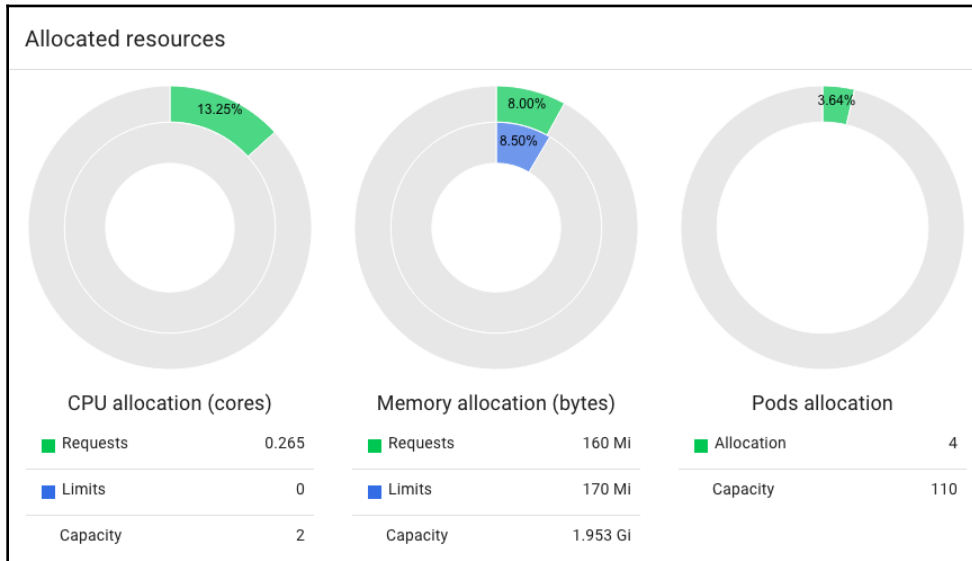 Allocated resources
13.25%
8.00%
8.50%
3.64%
CPU allocation (cores)
Requests 0.265
Limits 0
Capacity 2
Memory allocation (bytes)
Requests 160 Mi
Limits 170 Mi
Capacity 1.953 Gi
Pods allocation
Allocation 4
Capacity 110